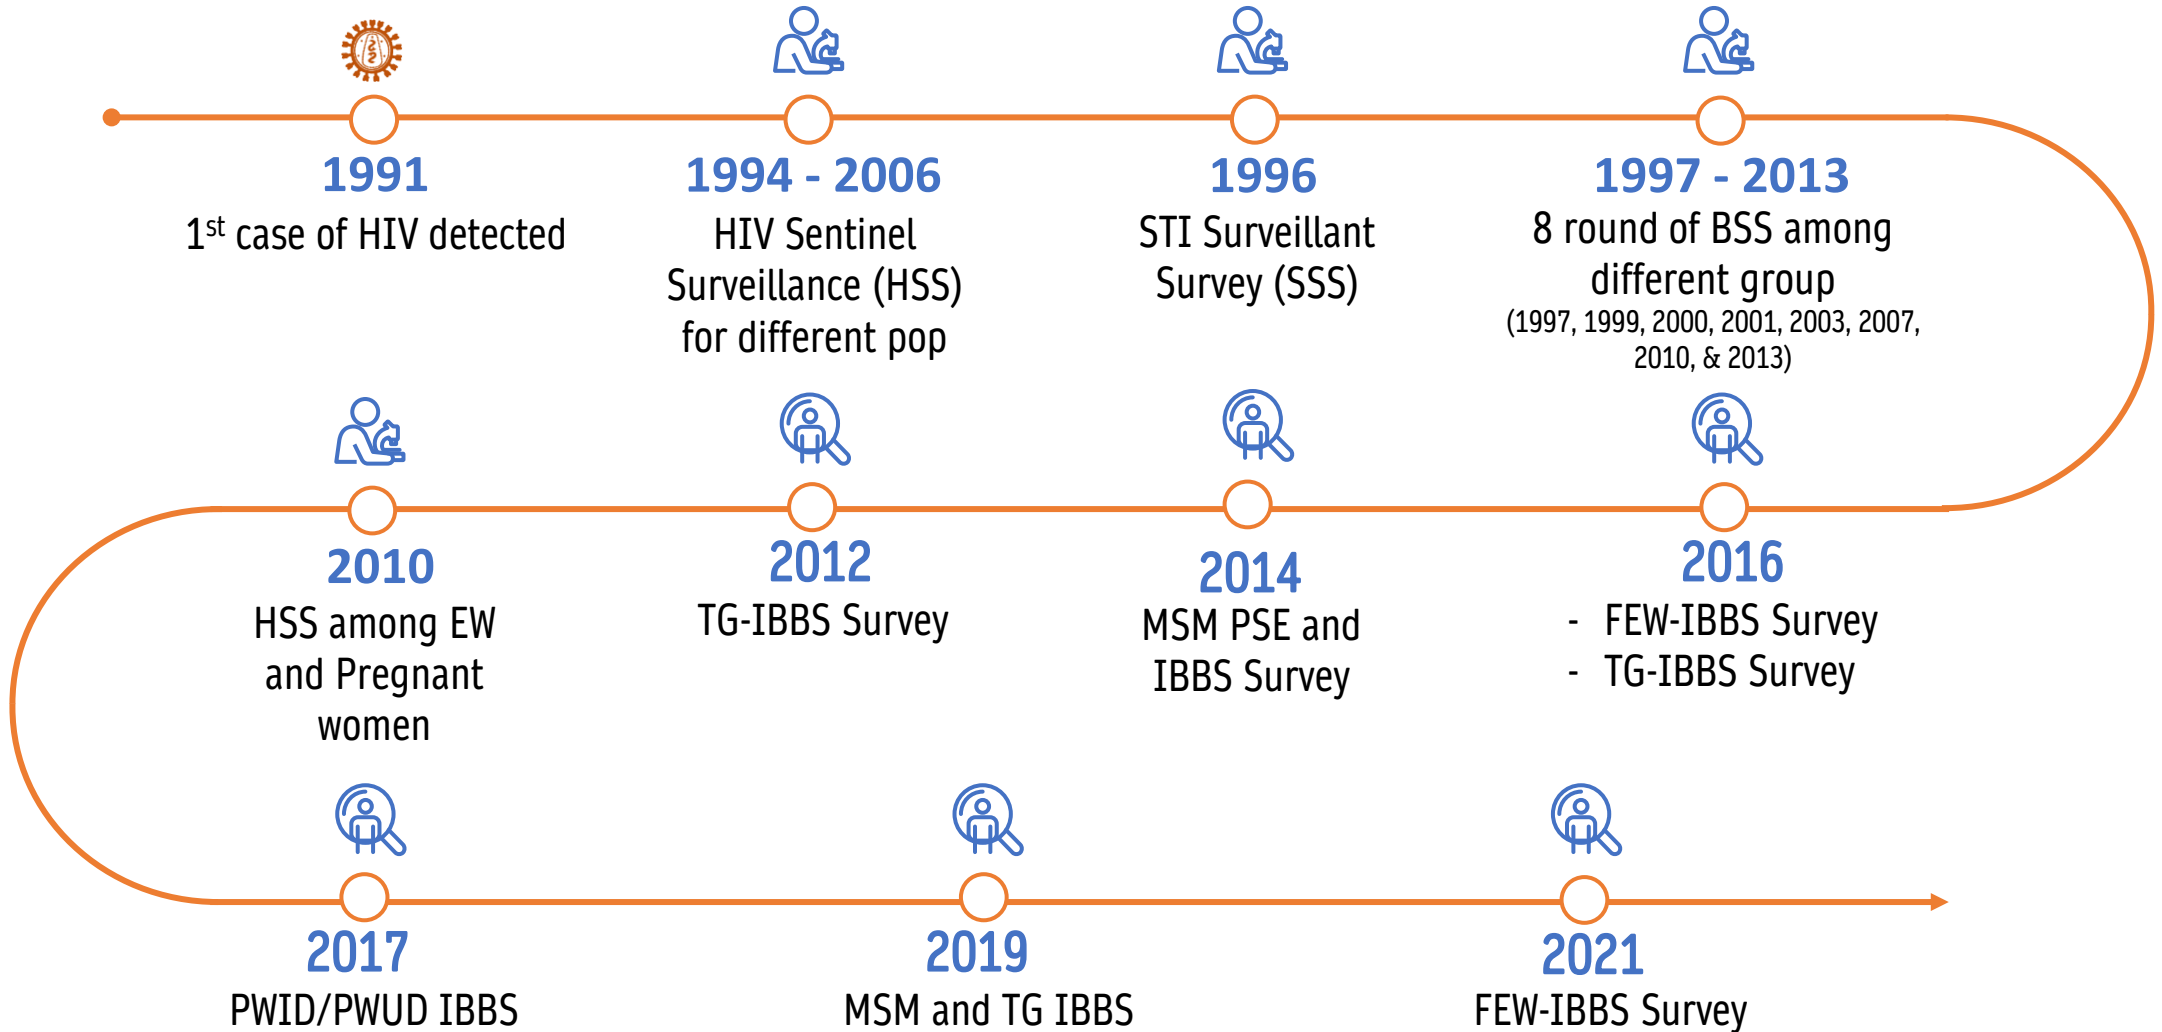 1991
1st case of HIV detected
1994 - 2006
HIV Sentinel
Surveillance (HSS)
for different pop
1996
STI Surveillant
Survey (SSS)
1997 - 2013
8 round of BSS among
different group
(1997, 1999, 2000, 2001, 2003, 2007,
2010, & 2013)
2010
HSS among EW
and Pregnant
women
2012
TG-IBBS Survey
2014
MSM PSE and
IBBS Survey
2016
- FEW-IBBS Survey
- TG-IBBS Survey
2017
PWID/PWUD IBBS
2019
MSM and TG IBBS
2021
FEW-IBBS Survey